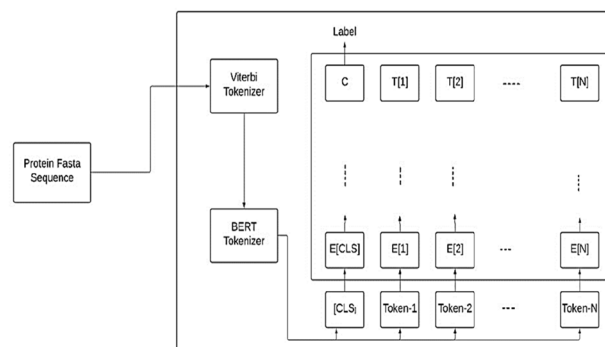 Label
Viterbi
Tokenizer
C
T[1]
T[2]
T[N]
Protein Fasta
Sequence
BERT
Tokenizer
E[CLS]
E[1]
E[2]
E[N]
[CLS]
Token-1
Token-2
Token-N